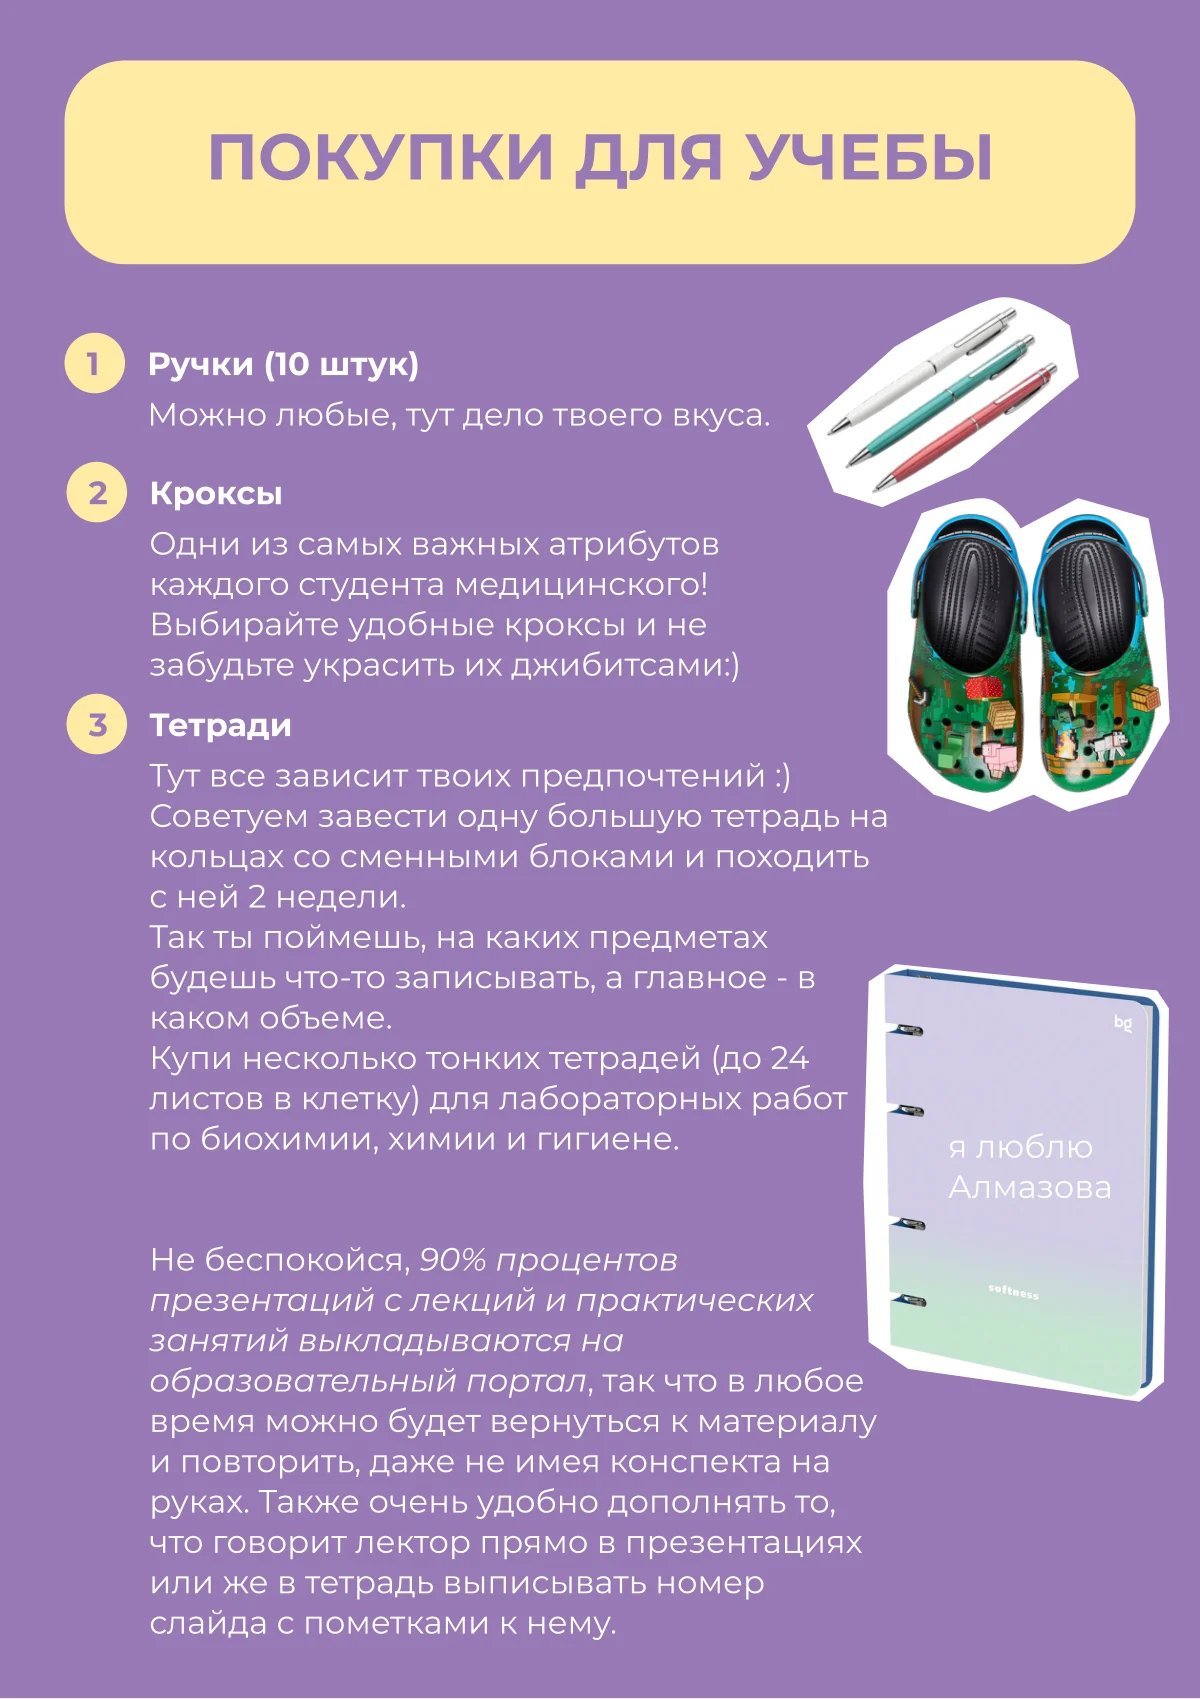 ПОКУПКИ ДЛЯ УЧЕБЫ
1
Ручки (10 штук)
Можно любые, тут дело твоего вкуса.
2
Кроксы
Одни из самых важных атрибутов
каждого студента медицинского!
Выбирайте удобные кроксы и не
забудьте украсить их джибитсами:)
3
Тетради
Тут все зависит твоих предпочтений :)
Советуем завести одну большую тетрадь на
кольцах со сменными блоками и походить
с ней 2 недели.
Так ты поймешь, на каких предметах
будешь что-то записывать, а главное - в
каком объеме.
Купи несколько тонких тетрадей (до 24
листов в клетку) для лабораторных работ
по биохимии, химии и гигиене.
bg
я люблю
Алмазова
softness
Не беспокойся, 90% процентов
презентаций с лекций и практических
занятий выкладываются на
образовательный портал, так что в любое
время можно будет вернуться к материалу
и повторить, даже не имея конспекта на
руках. Также очень удобно дополнять то,
что говорит лектор прямо в презентациях
или же в тетрадь выписывать номер
слайда с пометками к нему.